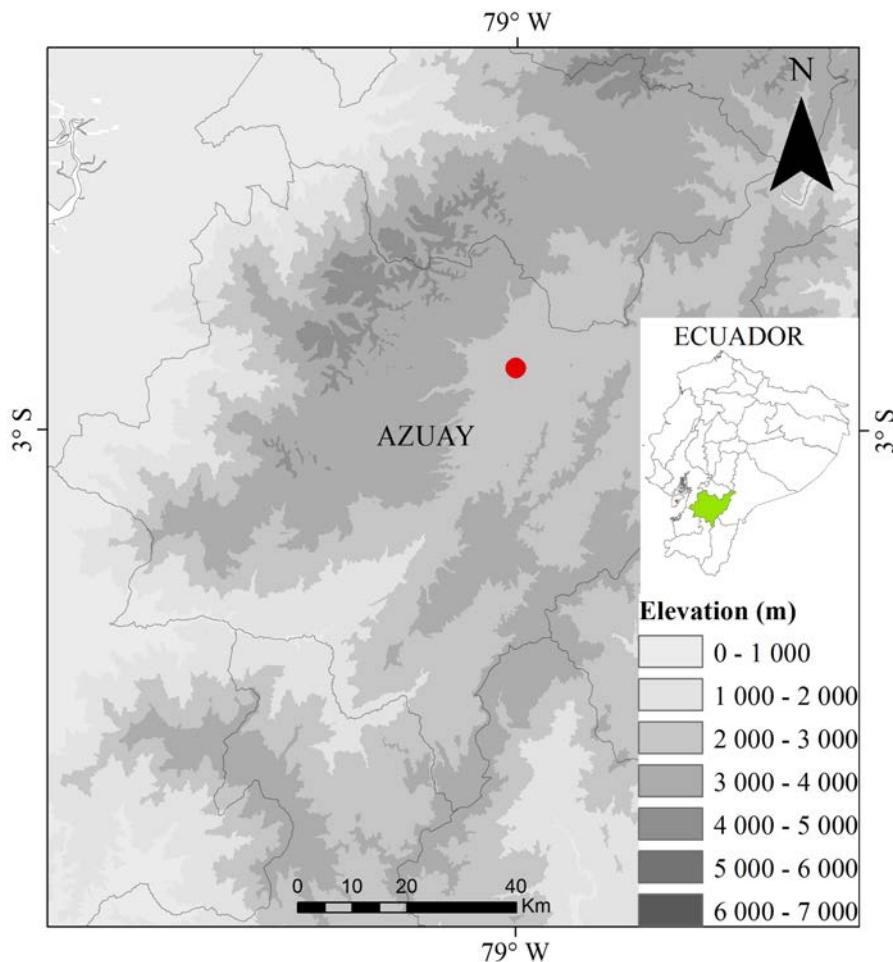 79° W
N
ECUADOR
3° S
3° S
AZUAY
Elevation (m)
0 - 1 000
1 000 - 2 000
2 000 - 3 000
3 000 - 4 000
4 000 - 5 000
5 000 - 6 000
6 000 - 7 000
0 10 20 40
Km
79° W